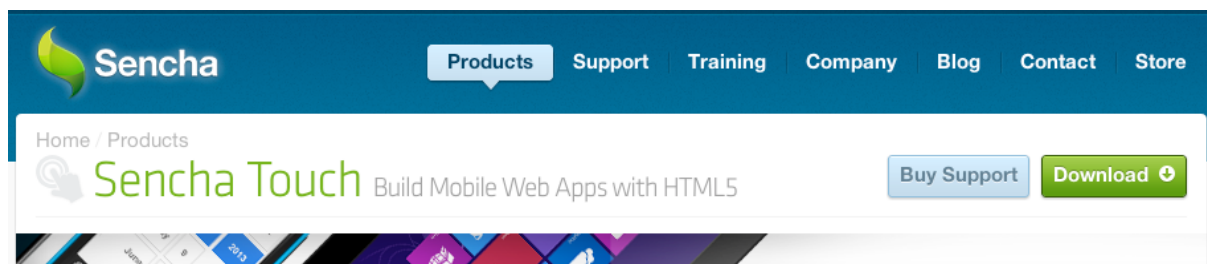 Sencha
Products Support Training Company Blog Contact Store
Home / Products
Sencha Touch Build Mobile Web Apps with HTML5
Buy Support Download
2013